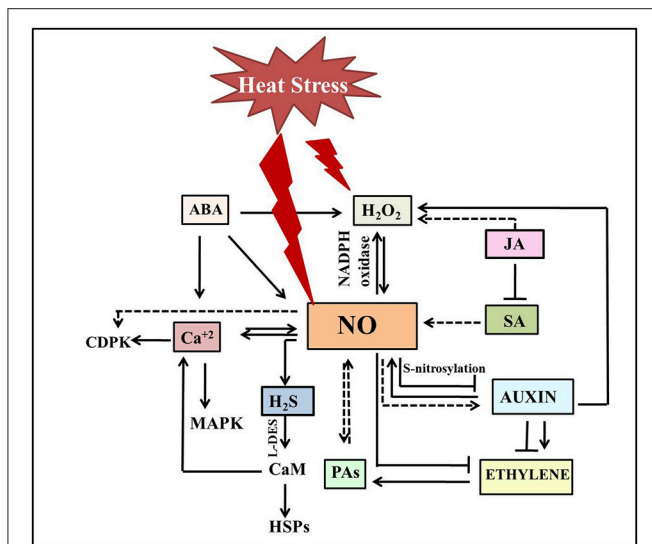 Heat Stress
ABA
H₂O₂
NADPH
oxidase
JA
NO
SA
CDPK
Ca⁺²
S-nitrosylation
H₂S
AUXIN
MAPK
L-DES
CaM
PAs
ETHYLENE
HSPs